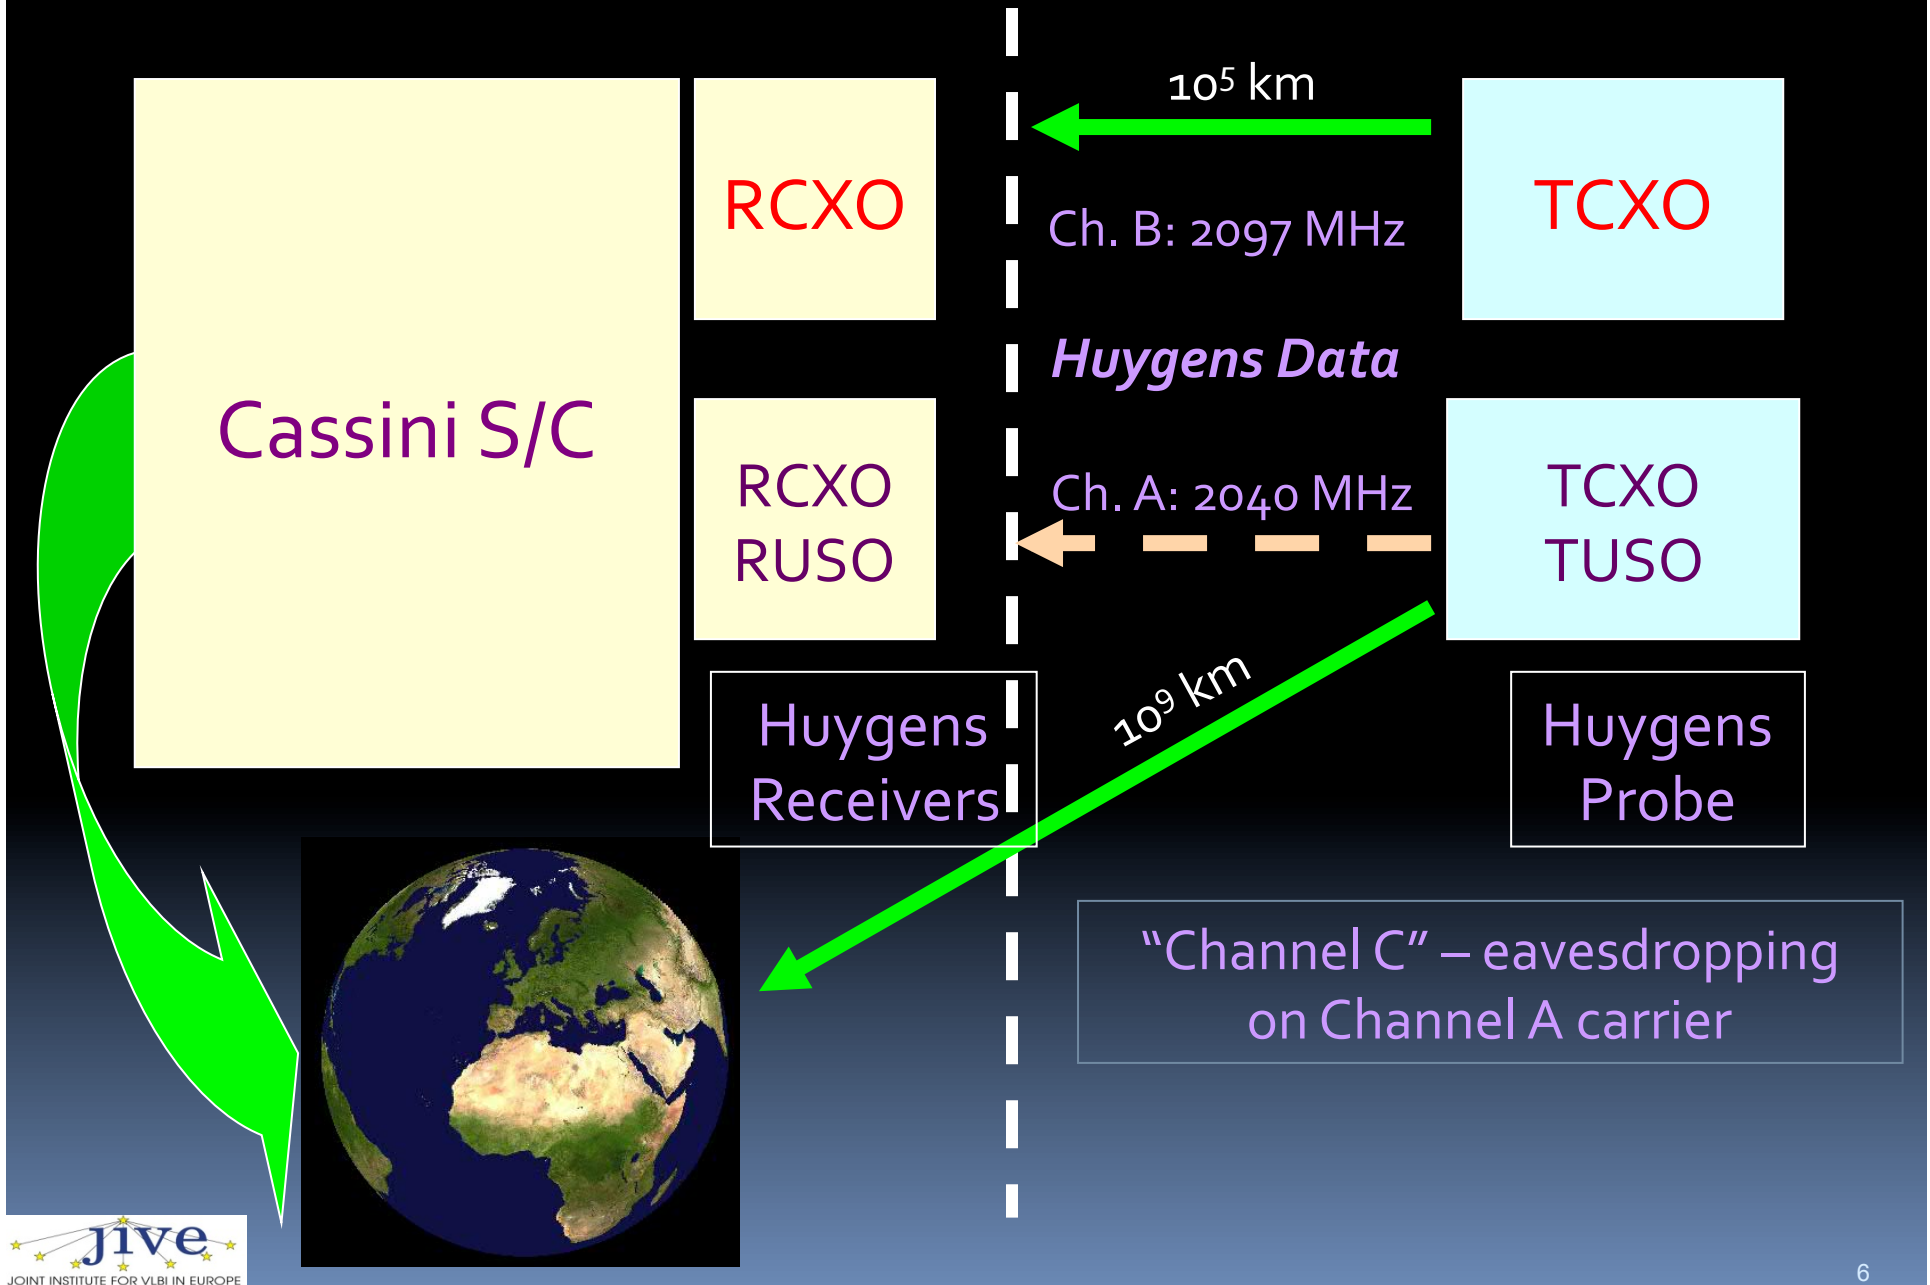 10⁵ km
RCXO
TCXO
Ch. B: 2097 MHz
Huygens Data
Cassini S/C
RCXO
RUSO
Ch. A: 2040 MHz
TCXO
TUSO
10⁹ km
Huygens
Receivers
Huygens
Probe
“Channel C” – eavesdropping
on Channel A carrier
jive
JOINT INSTITUTE FOR VLBI IN EUROPE
6